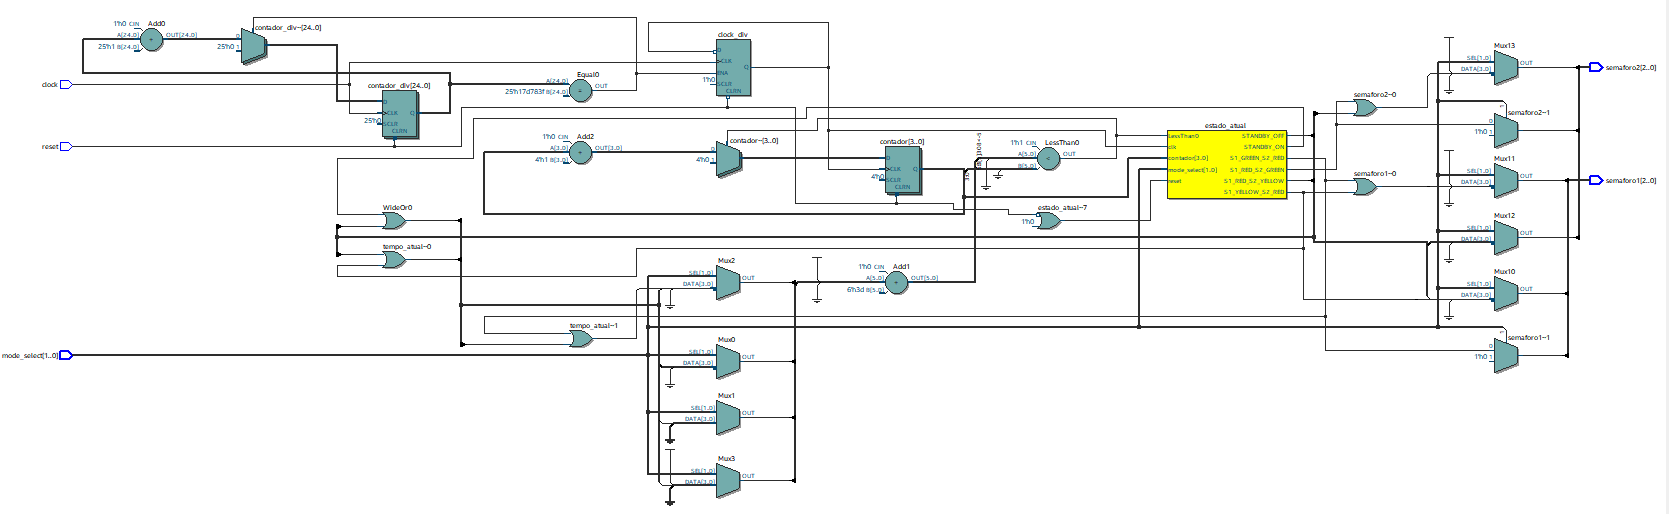 1'h0 CIN
Add0
A[24..0]
OUT[24..0]
25'h1 B[24..0]
contador_div~[24..0]
0
25'h0 1
clock
contador_div[24..0]
D
CLK
Q
25'h0 SCLR
CLRN
reset
A[24..0]
Equal0
OUT
25'h17d783f B[24..0]
clock_div
D
CLK
ENA
Q
1'h0 SCLR
CLRN
1'h0 CIN
Add2
A[3..0]
OUT[3..0]
4'h1 B[3..0]
contador~[3..0]
0
4'h0 1
contador[3..0]
D
CLK
Q
4'h0 SCLR
CLRN
1'h1 CIN
LessThan0
A[5..0]
OUT
B[5..0]
estado_atual
LessThan0
clk
contador[3..0]
mode_select[1..0]
reset
STANDBY_OFF
STANDBY_ON
S1_GREEN_S2_RED
S1_RED_S2_GREEN
S1_RED_S2_YELLOW
S1_YELLOW_S2_RED
estado_atual~7
1'h0
WideOr0
tempo_atual~0
tempo_atual~1
mode_select[1..0]
Mux2
SEL[1..0]
OUT
DATA[3..0]
1'h0 CIN
Add1
A[5..0]
OUT[5..0]
6'h3d B[5..0]
Mux0
SEL[1..0]
OUT
DATA[3..0]
Mux1
SEL[1..0]
OUT
DATA[3..0]
Mux3
SEL[1..0]
OUT
DATA[3..0]
semaforo2~0
semaforo1~0
Mux13
SEL[1..0]
OUT
DATA[3..0]
semaforo2[2..0]
semaforo2~1
0
1'h0 1
Mux11
SEL[1..0]
OUT
DATA[3..0]
semaforo1[2..0]
Mux12
SEL[1..0]
OUT
DATA[3..0]
Mux10
SEL[1..0]
OUT
DATA[3..0]
semaforo1~1
0
1'h0 1